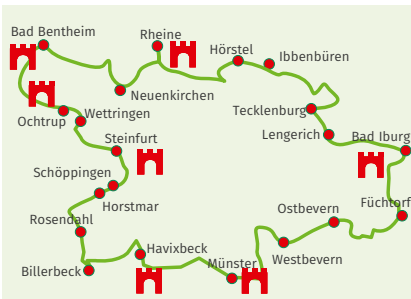 Bad Bentheim
Rheine
Hörstel
Ibbenbüren
Neuenkirchen
Ochtrup
Wettringen
Tecklenburg
Steinfurt
Lengerich
Bad Iburg
Schöppingen
Horstmar
Rosendahl
Ostbevern
Füchtorf
Havixbeck
Münster
Westbevern
Billerbeck